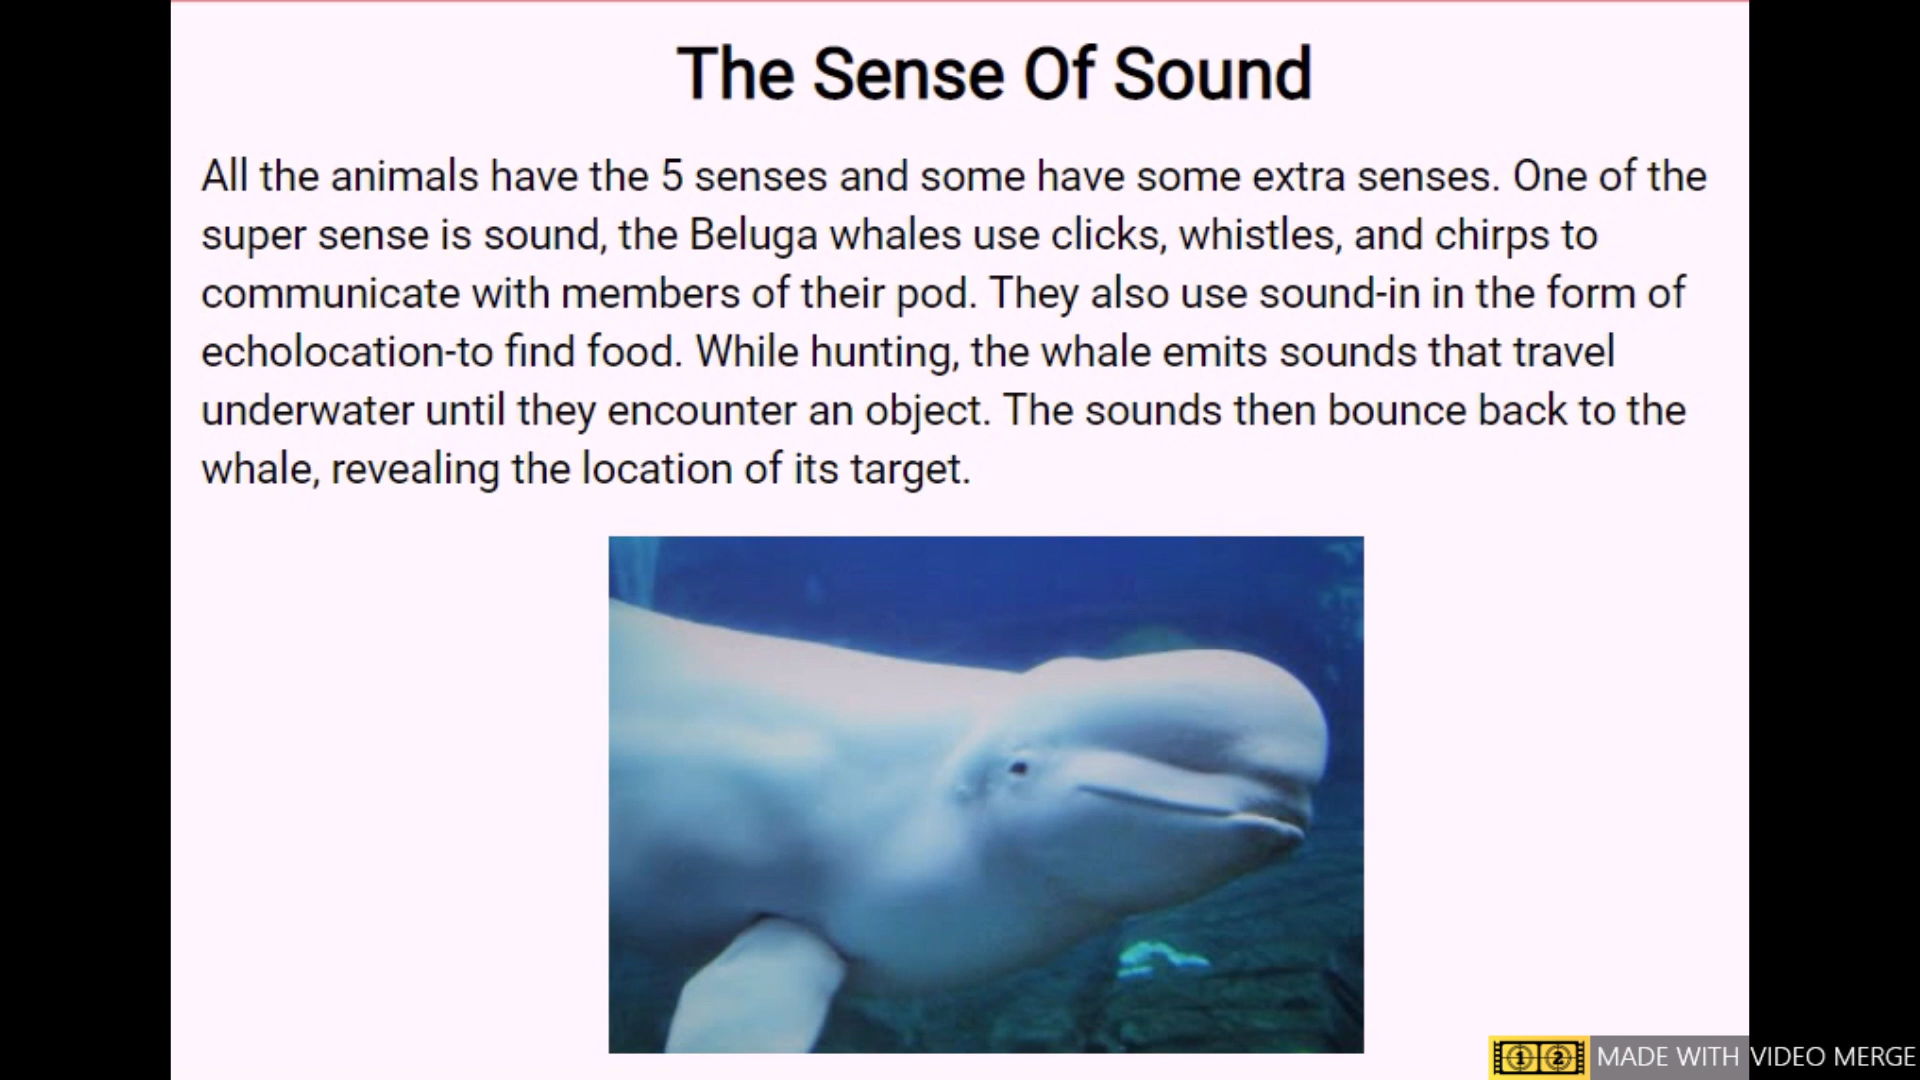 The Sense Of Sound
All the animals have the 5 senses and some have some extra senses. One of the
super sense is sound, the Beluga whales use clicks, whistles, and chirps to
communicate with members of their pod. They also use sound-in in the form of
echolocation-to find food. While hunting, the whale emits sounds that travel
underwater until they encounter an object. The sounds then bounce back to the
whale, revealing the location of its target.
1 2 MADE WITH VIDEO MERGE